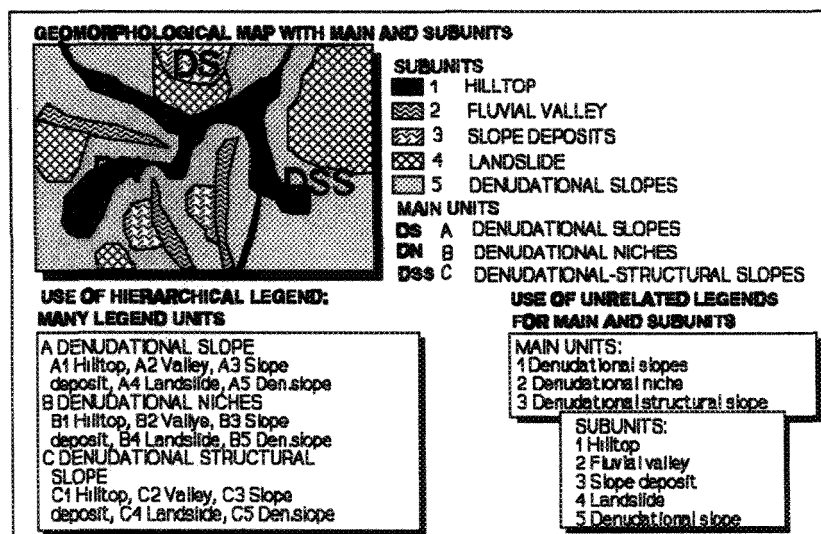 GEOMORPHOLOGICAL MAP WITH MAIN AND SUBUNITS
DS
DSS
SUBUNITS
1 HILLTOP
2 FLUVIAL VALLEY
3 SLOPE DEPOSITS
4 LANDSLIDE
5 DENUDATIONAL SLOPES
MAIN UNITS
DS A DENUDATIONAL SLOPES
DN B DENUDATIONAL NICHES
DSS C DENUDATIONAL-STRUCTURAL SLOPES
USE OF HIERARCHICAL LEGEND:
MANY LEGEND UNITS
A DENUDATIONAL SLOPE
A1 Hilltop, A2 Valley, A3 Slope
deposit, A4 Landslide, A5 Den.slope
B DENUDATIONAL NICHES
B1 Hilltop, B2 Vallye, B3 Slope
deposit, B4 Landslide, B5 Den.slope
C DENUDATIONAL STRUCTURAL
SLOPE
C1 Hilltop, C2 Valley, C3 Slope
deposit, C4 Landslide, C5 Den.slope
USE OF UNRELATED LEGENDS
FOR MAIN AND SUBUNITS
MAIN UNITS:
1 Denudational slopes
2 Denudational niche
3 Denudational structural slope
SUBUNITS:
1 Hilltop
2 Fluvial valley
3 Slope deposit
4 Landslide
5 Denudational slope